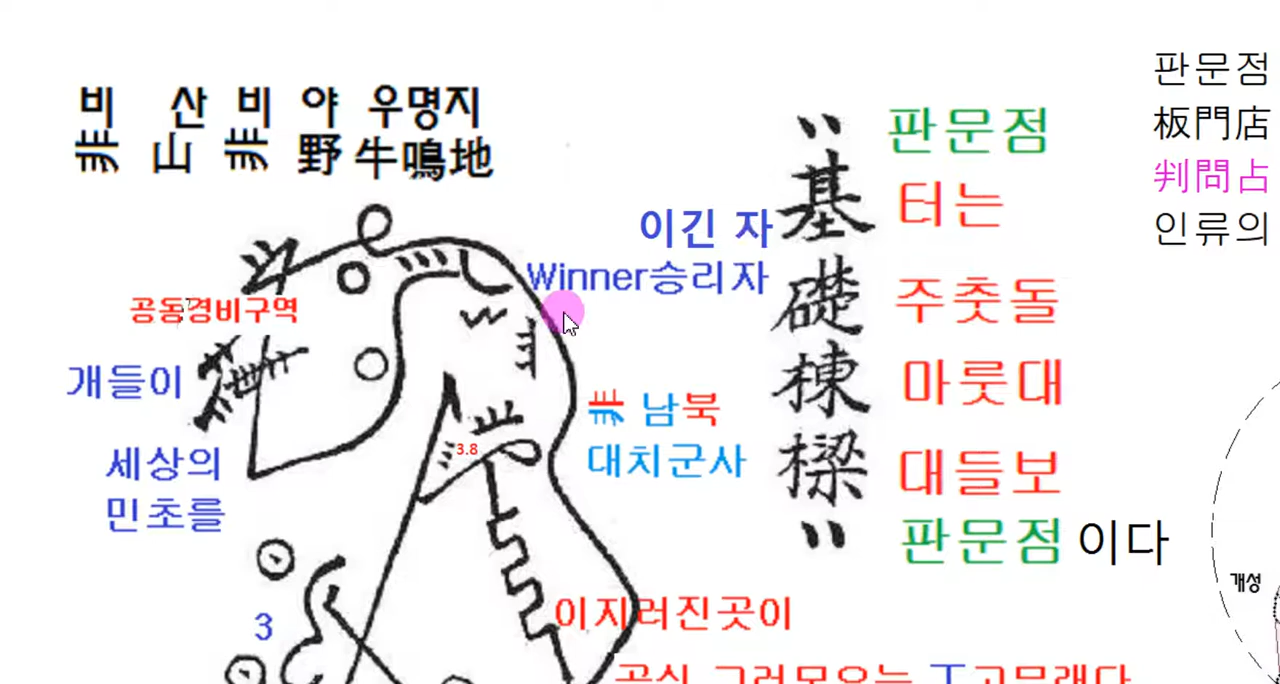 비 산 비 야 우명지
非 山 非 野 牛鳴地
판문점
板門店
判問占
인류의
이긴 자
Winner승리자
"基礎棟樑"
판문점
터는
주춧돌
마룻대
대들보
판문점이다
공동경비구역
개들이
세상의
민초를
非 남북
대치군사
3.8
3
이지러진곳이
개성